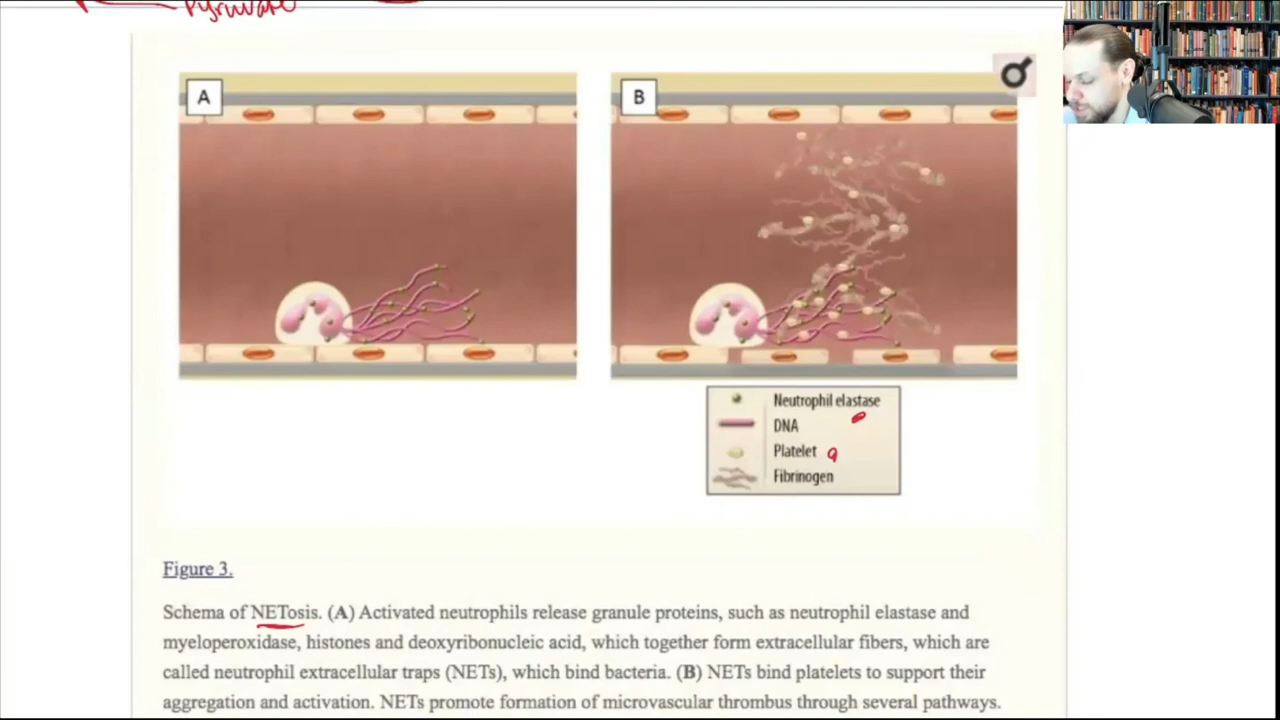 Pyruvate
A
B
Neutrophil elastase
DNA
Platelet
Fibrinogen
Figure 3.
Schema of NETosis. (A) Activated neutrophils release granule proteins, such as neutrophil elastase and
myeloperoxidase, histones and deoxyribonucleic acid, which together form extracellular fibers, which are
called neutrophil extracellular traps (NETs), which bind bacteria. (B) NETs bind platelets to support their
aggregation and activation. NETs promote formation of microvascular thrombus through several pathways.